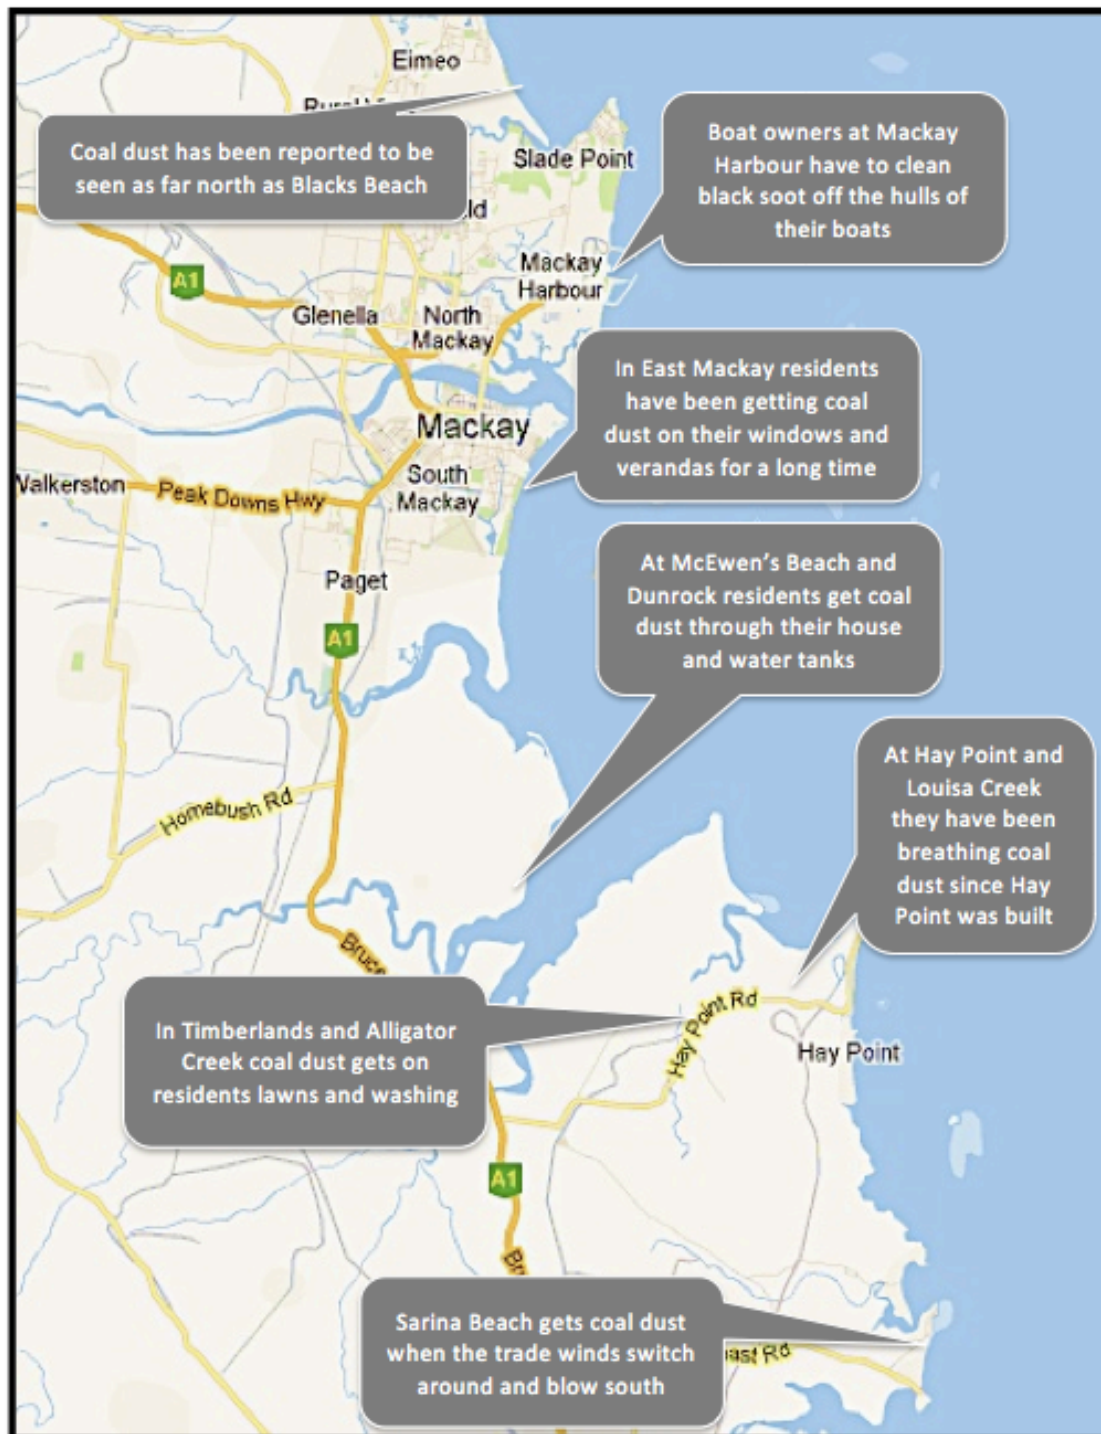 Eimeo
Coal dust has been reported to be
seen as far north as Blacks Beach
Slade Point
Boat owners at Mackay
Harbour have to clean
black soot off the hulls of
their boats
A1
Mackay
Harbour
Glenella
North
Mackay
In East Mackay residents
have been getting coal
dust on their windows and
verandas for a long time
Mackay
South
Mackay
Walkerston
Peak Downs Hwy
Paget
At McEwen's Beach and
Dunrock residents get coal
dust through their house
and water tanks
A1
Homebush Rd
At Hay Point and
Louisa Creek
they have been
breathing coal
dust since Hay
Point was built
Bruce
In Timberlands and Alligator
Creek coal dust gets on
residents lawns and washing
Hay Point Rd
Hay Point
A1
Sarina Beach gets coal dust
when the trade winds switch
around and blow south
Rd